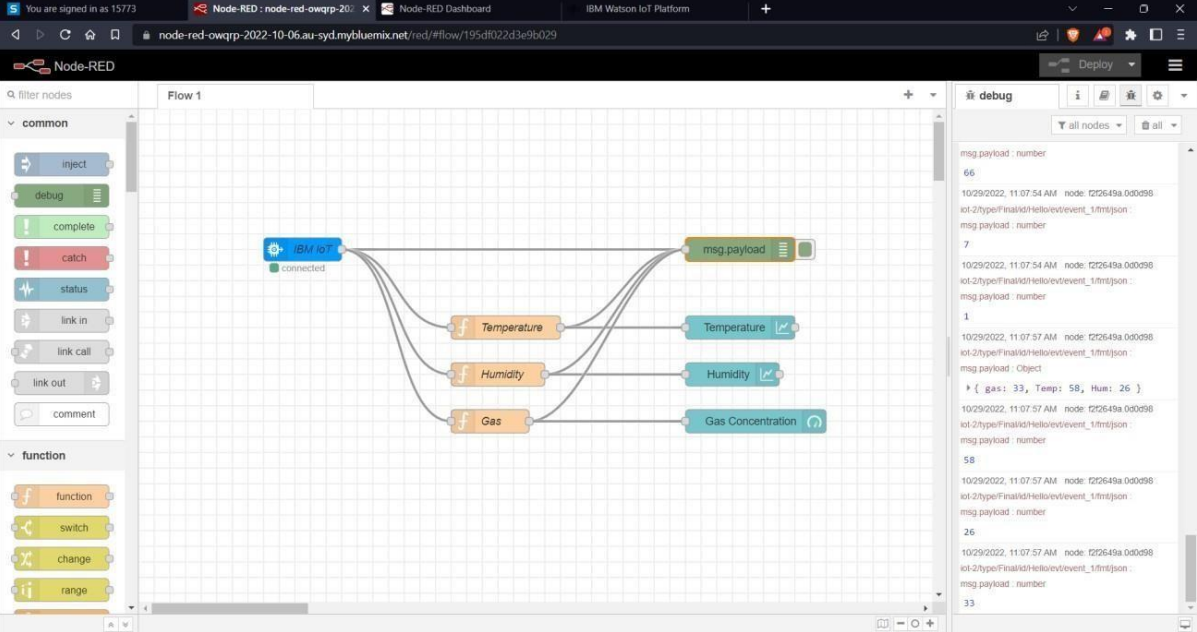 You are signed in as 15773
Node-RED : node-red-owqrp-202
Node-RED Dashboard
IBM Watson IoT Platform
node-red-owqrp-2022-10-06.au-syd.mybluemix.net/red/#flow/195df022d3e9b029
Node-RED
Deploy
filter nodes
Flow 1
debug
i
all nodes
all
common
inject
debug
complete
catch
status
link in
link call
link out
comment
function
function
switch
change
range
IBM IoT
connected
msg.payload
Temperature
Temperature
Humidity
Humidity
Gas
Gas Concentration
msg.payload : number
66
10/29/2022, 11:07:54 AM node: f2f2649a.0d0d98
iot-2/type/Final/id/Hello/evt/event_1/fmt/json :
msg.payload : number
7
10/29/2022, 11:07:54 AM node: f2f2649a.0d0d98
iot-2/type/Final/id/Hello/evt/event_1/fmt/json :
msg.payload : number
1
10/29/2022, 11:07:57 AM node: f2f2649a.0d0d98
iot-2/type/Final/id/Hello/evt/event_1/fmt/json :
msg.payload : Object
{ gas: 33, Temp: 58, Hum: 26 }
10/29/2022, 11:07:57 AM node: f2f2649a.0d0d98
iot-2/type/Final/id/Hello/evt/event_1/fmt/json :
msg.payload : number
58
10/29/2022, 11:07:57 AM node: f2f2649a.0d0d98
iot-2/type/Final/id/Hello/evt/event_1/fmt/json :
msg.payload : number
26
10/29/2022, 11:07:57 AM node: f2f2649a.0d0d98
iot-2/type/Final/id/Hello/evt/event_1/fmt/json :
msg.payload : number
33